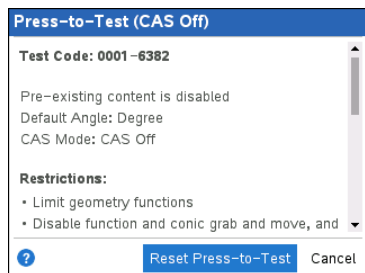 Press-to-Test (CAS Off)
Test Code: 0001-6382
Pre-existing content is disabled
Default Angle: Degree
CAS Mode: CAS Off
Restrictions:
• Limit geometry functions
• Disable function and conic grab and move, and
?
Reset Press-to-Test
Cancel